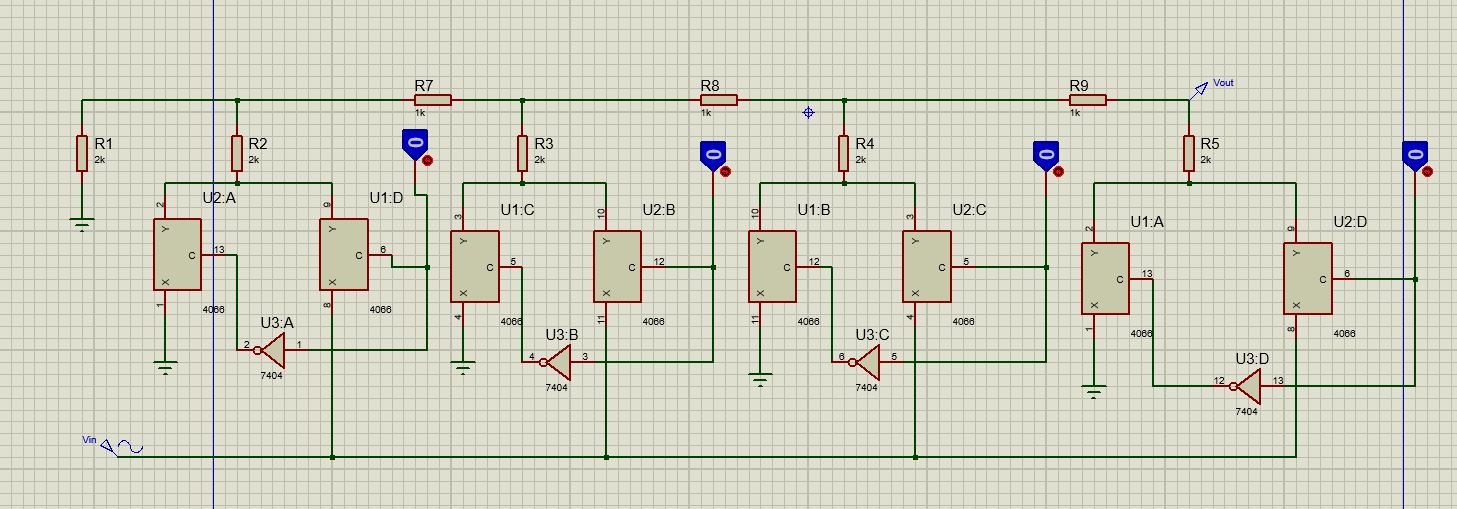 R7 R8 R9 Vout
1k 1k 1k
R1 R2 0 R3 0 R4 0 R5 0
2k 2k 2k 2k 2k
U2:A U1:D U1:C U2:B U1:B U2:C U1:A U2:D
2 9 3 10 10 3 2 9
Y Y Y Y Y Y Y Y
C 13 C 6 C 5 C 12 C 12 C 5 C 13 C 6
X X X X X X X X
1 8 4 11 11 4 1 8
4066 4066 4066 4066 4066 4066 4066 4066
U3:A U3:B U3:C U3:D
2 1 4 3 6 5 12 13
7404 7404 7404 7404
Vin